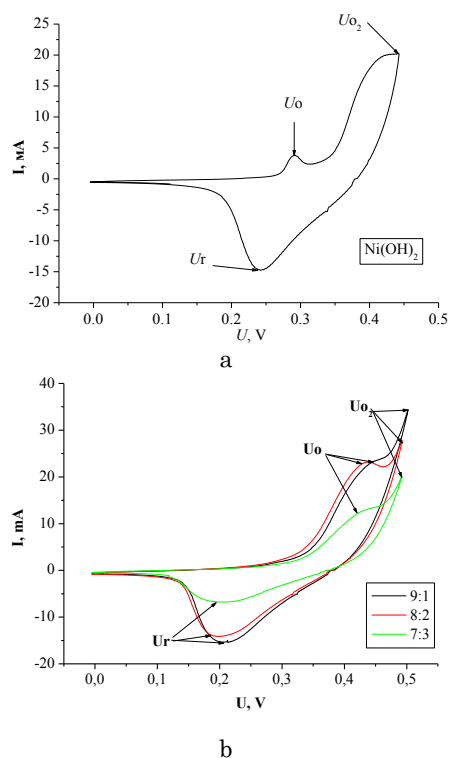 25
20
15
10
5
0
-5
-10
-15
-20
I, мА
Uo₂
Uo
Ur
Ni(OH)₂
0.0 0.1 0.2 0.3 0.4 0.5
U, V
a
40
30
20
10
0
-10
-20
I, mA
Uo₂
Uo
Ur
9:1
8:2
7:3
0,0 0,1 0,2 0,3 0,4 0,5
U, V
b